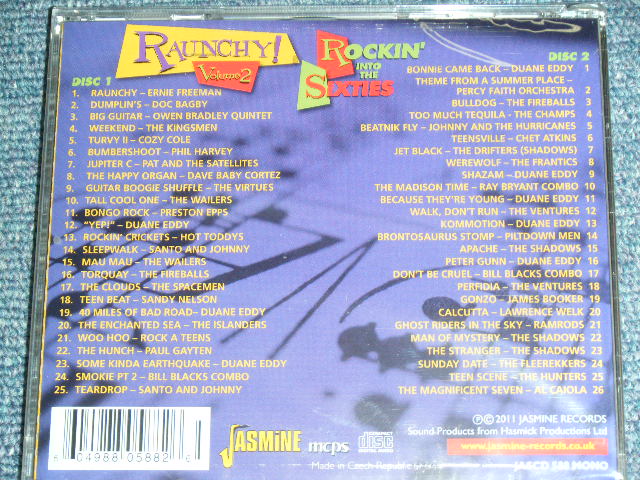 RAUNCHY!
Volume 2
ROCKIN'
INTO THE
SIXTIES
DISC 1
1. RAUNCHY – ERNIE FREEMAN
2. DUMPLIN'S – DOC BAGBY
3. BIG GUITAR – OWEN BRADLEY QUINTET
4. WEEKEND – THE KINGSMEN
5. TURVY II – COZY COLE
6. BUMBERSHOOT – PHIL HARVEY
7. JUPITER C – PAT AND THE SATELLITES
8. THE HAPPY ORGAN – DAVE BABY CORTEZ
9. GUITAR BOOGIE SHUFFLE – THE VIRTUES
10. TALL COOL ONE – THE WAILERS
11. BONGO ROCK – PRESTON EPPS
12. "YEP!" – DUANE EDDY
13. ROCKIN' CRICKETS – HOT TODDYS
14. SLEEPWALK – SANTO AND JOHNNY
15. MAU MAU – THE WAILERS
16. TORQUAY – THE FIREBALLS
17. THE CLOUDS – THE SPACEMEN
18. TEEN BEAT – SANDY NELSON
19. 40 MILES OF BAD ROAD– DUANE EDDY
20. THE ENCHANTED SEA – THE ISLANDERS
21. WOO HOO – ROCK A TEENS
22. THE HUNCH – PAUL GAYTEN
23. SOME KINDA EARTHQUAKE – DUANE EDDY
24. SMOKIE PT 2 – BILL BLACKS COMBO
25. TEARDROP – SANTO AND JOHNNY
DISC 2
BONNIE CAME BACK – DUANE EDDY 1
THEME FROM A SUMMER PLACE –
PERCY FAITH ORCHESTRA 2
BULLDOG – THE FIREBALLS 3
TOO MUCH TEQUILA – THE CHAMPS 4
BEATNIK FLY – JOHNNY AND THE HURRICANES 5
TEENSVILLE – CHET ATKINS 6
JET BLACK – THE DRIFTERS (SHADOWS) 7
WEREWOLF – THE FRANTICS 8
SHAZAM – DUANE EDDY 9
THE MADISON TIME – RAY BRYANT COMBO 10
BECAUSE THEY'RE YOUNG – DUANE EDDY 11
WALK, DON'T RUN – THE VENTURES 12
KOMMOTION – DUANE EDDY 13
BRONTOSAURUS STOMP – PILTDOWN MEN 14
APACHE – THE SHADOWS 15
PETER GUNN – DUANE EDDY 16
DON'T BE CRUEL – BILL BLACKS COMBO 17
PERFIDIA – THE VENTURES 18
GONZO – JAMES BOOKER 19
CALCUTTA – LAWRENCE WELK 20
GHOST RIDERS IN THE SKY – RAMRODS 21
MAN OF MYSTERY – THE SHADOWS 22
THE STRANGER – THE SHADOWS 23
SUNDAY DATE – THE FLEEREKKERS 24
TEEN SCENE – THE HUNTERS 25
THE MAGNIFICENT SEVEN – AL CAIOLA 26
6 04988 05882 6
JASMINE
mcps
COMPACT
disc
DIGITAL AUDIO
℗© 2011 JASMINE RECORDS
Sound Products from Hasmick Productions Ltd
www.jasmine-records.co.uk
Made in Czech Republic
JASCD 588 MONO